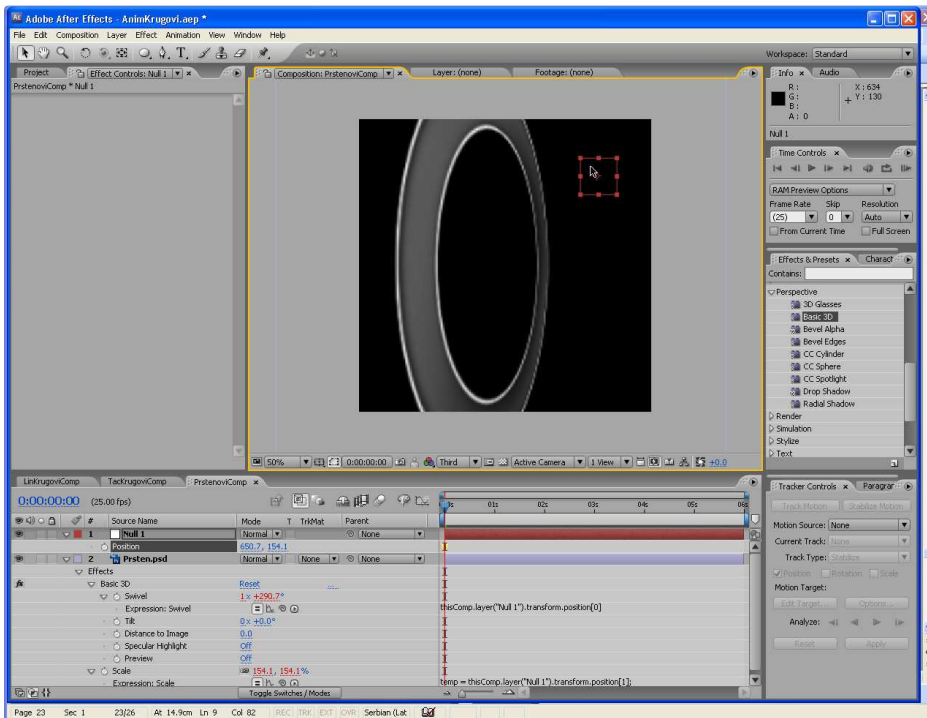 Adobe After Effects - AnimKrugovi.aep *
File Edit Composition Layer Effect Animation View Window Help
Workspace: Standard
Project Effect Controls: Null 1
PrstenoviComp * Null 1
Composition: PrstenoviComp Layer: (none) Footage: (none)
Info Audio
R: X: 634
G: Y: 130
B:
A: 0
Null 1
Time Controls
RAM Preview Options
Frame Rate Skip Resolution
(25) 0 Auto
From Current Time Full Screen
Effects & Presets Charact
Contains:
Perspective
3D Glasses
Basic 3D
Bevel Alpha
Bevel Edges
CC Cylinder
CC Sphere
CC Spotlight
Drop Shadow
Radial Shadow
Render
Simulation
Stylize
Text
50% 0:00:00:00 Third Active Camera 1 View +0.0
LinKrugoviComp TacKrugoviComp PrstenoviComp
0:00:00:00 (25.00 fps)
01s 02s 03s 04s 05s 06s
# Source Name Mode T TrkMat Parent
1 Null 1 Normal None
Position 650.7, 154.1
2 Prsten.psd Normal None None
Effects
Basic 3D Reset ...
Swivel 1x +290.7°
Expression: Swivel thisComp.layer("Null 1").transform.position[0]
Tilt 0x +0.0°
Distance to Image 0.0
Specular Highlight Off
Preview Off
Scale 154.1, 154.1%
Expression: Scale temp = thisComp.layer("Null 1").transform.position[1];
Toggle Switches / Modes
Tracker Controls Paragrar
Track Motion Stabilize Motion
Motion Source: None
Current Track: None
Track Type: Stabilize
Position Rotation Scale
Motion Target:
Edit Target... Options...
Analyze:
Reset Apply
Page 23 Sec 1 23/26 At 14.9cm Ln 9 Col 82 REC TRK EXT OVR Serbian (Lat